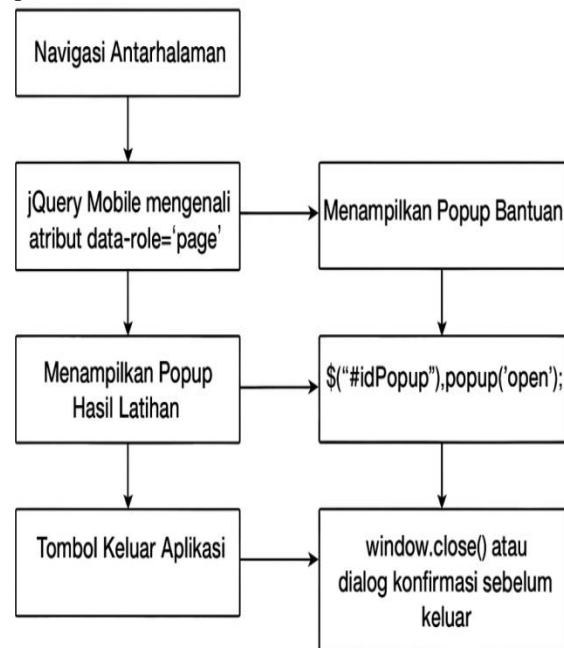 Navigasi Antarhalaman
jQuery Mobile mengenali
atribut data-role=‘page’
Menampilkan Popup Bantuan
Menampilkan Popup
Hasil Latihan
$(“#idPopup”),popup(’open’);
Tombol Keluar Aplikasi
window.close() atau
dialog konfirmasi sebelum
keluar